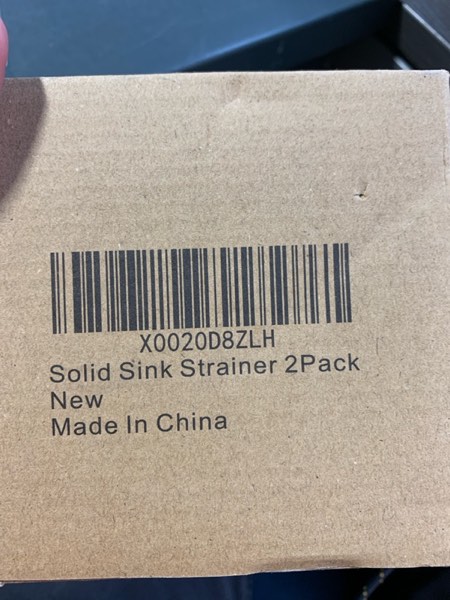 X0020D8ZLH
Solid Sink Strainer 2Pack
New
Made In China